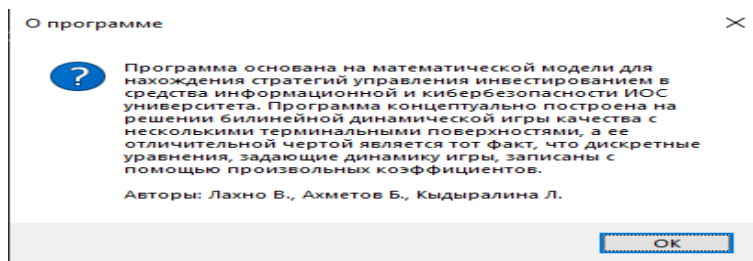 О программе
Программа основана на математической модели для
нахождения стратегий управления инвестированием в
средства информационной и кибербезопасности ИОС
университета. Программа концептуально построена на
решении билинейной динамической игры качества с
несколькими терминальными поверхностями, а ее
отличительной чертой является тот факт, что дискретные
уравнения, задающие динамику игры, записаны с
помощью произвольных коэффициентов.
Авторы: Лахно В., Ахметов Б., Кыдыралина Л.
ОК